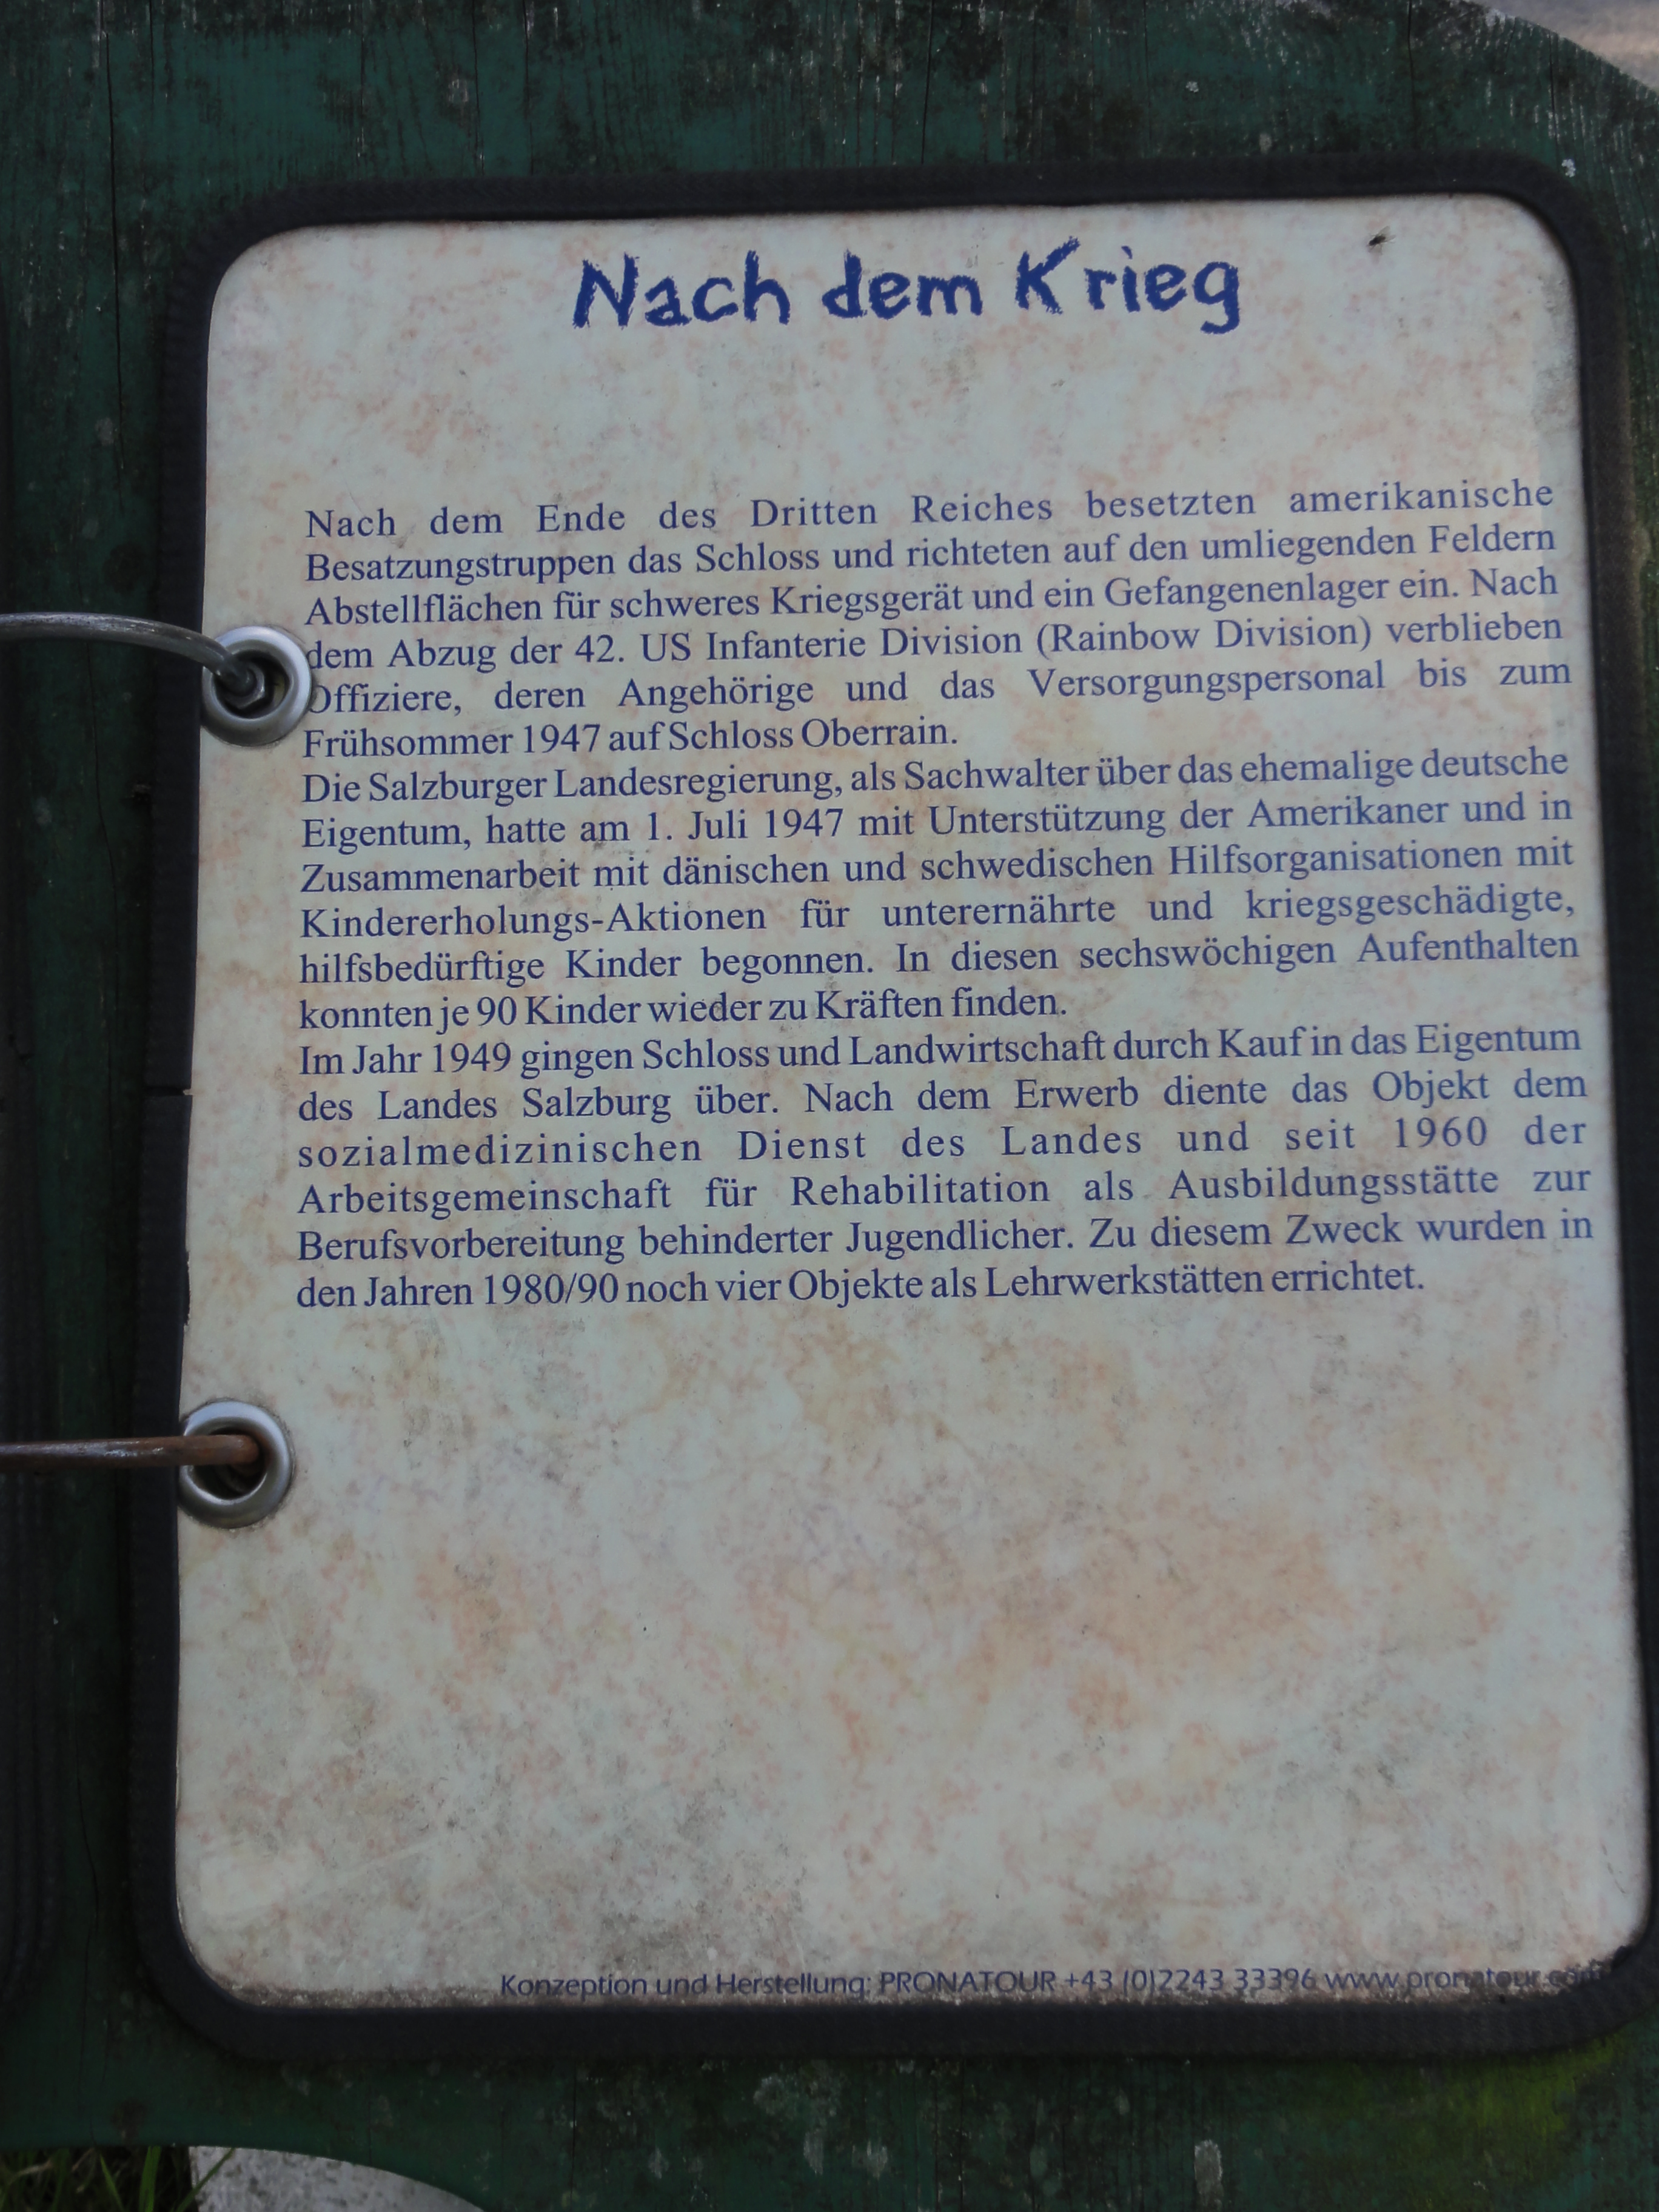 Nach dem Krieg
Nach dem Ende des Dritten Reiches besetzten amerikanische
Besatzungstruppen das Schloss und richteten auf den umliegenden Feldern
Abstellflächen für schweres Kriegsgerät und ein Gefangenenlager ein. Nach
dem Abzug der 42. US Infanterie Division (Rainbow Division) verblieben
Offiziere, deren Angehörige und das Versorgungspersonal bis zum
Frühsommer 1947 auf Schloss Oberrain.
Die Salzburger Landesregierung, als Sachwalter über das ehemalige deutsche
Eigentum, hatte am 1. Juli 1947 mit Unterstützung der Amerikaner und in
Zusammenarbeit mit dänischen und schwedischen Hilfsorganisationen mit
Kindererholungs-Aktionen für unterernährte und kriegsgeschädigte,
hilfsbedürftige Kinder begonnen. In diesen sechswöchigen Aufenthalten
konnten je 90 Kinder wieder zu Kräften finden.
Im Jahr 1949 gingen Schloss und Landwirtschaft durch Kauf in das Eigentum
des Landes Salzburg über. Nach dem Erwerb diente das Objekt dem
sozialmedizinischen Dienst des Landes und seit 1960 der
Arbeitsgemeinschaft für Rehabilitation als Ausbildungsstätte zur
Berufsvorbereitung behinderter Jugendlicher. Zu diesem Zweck wurden in
den Jahren 1980/90 noch vier Objekte als Lehrwerkstätten errichtet.
Konzeption und Herstellung: PRONATOUR +43 (0)2243 33396 www.pronatour.com